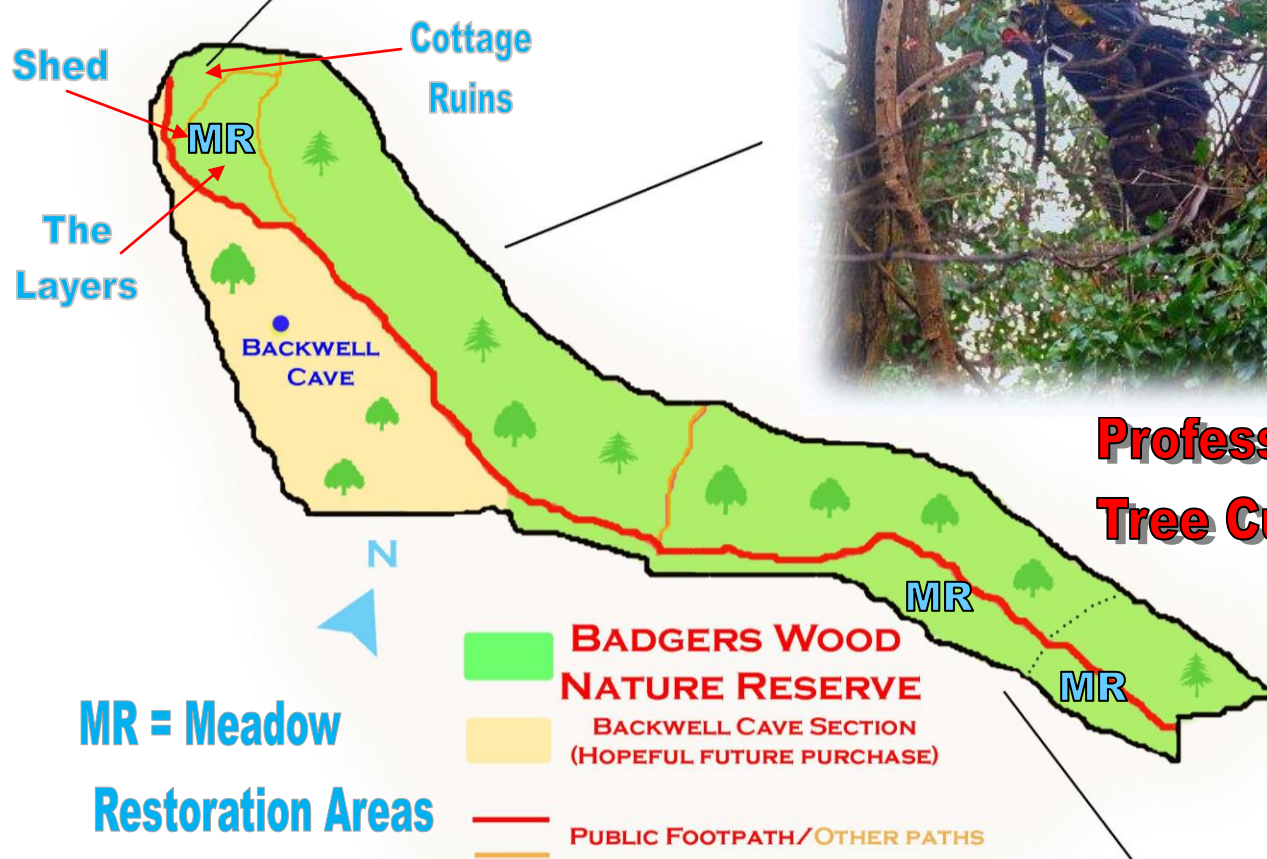 Cottage
Ruins
Shed
MR
The
Layers
BACKWELL
CAVE
Tree
N
MR
MR
BADGERS WOOD
NATURE RESERVE
BACKWELL CAVE SECTION
(HOPEFUL FUTURE PURCHASE)
MR = Meadow
Restoration Areas
PUBLIC FOOTPATH/OTHER PATHS